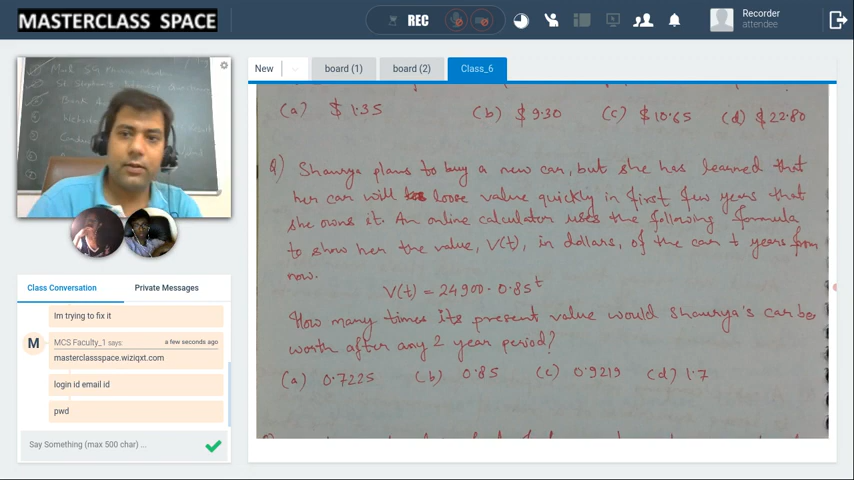 MASTERCLASS SPACE
REC
Recorder
attendee
New
board (1)
board (2)
Class_6
(a) $ 1.35 (b) $ 9.30 (c) $ 10.65 (d) $ 22.80
Q) Shaurya plans to buy a new car, but she has learned that
her car will loose value quickly in first few years that
she owns it. An online calculator uses the following formula
to show her the value, V(t), in dollars, of the car t years from
now.
V(t) = 24900 · 0.85^t
How many times its present value would Shaurya's car be
worth after any 2 year period?
(a) 0.7225 (b) 0.85 (c) 0.9219 (d) 1.7
Class Conversation
Private Messages
Im trying to fix it
M
MCS Faculty_1 says: a few seconds ago
masterclassspace.wiziqxt.com
login id email id
pwd
Say Something (max 500 char) ...